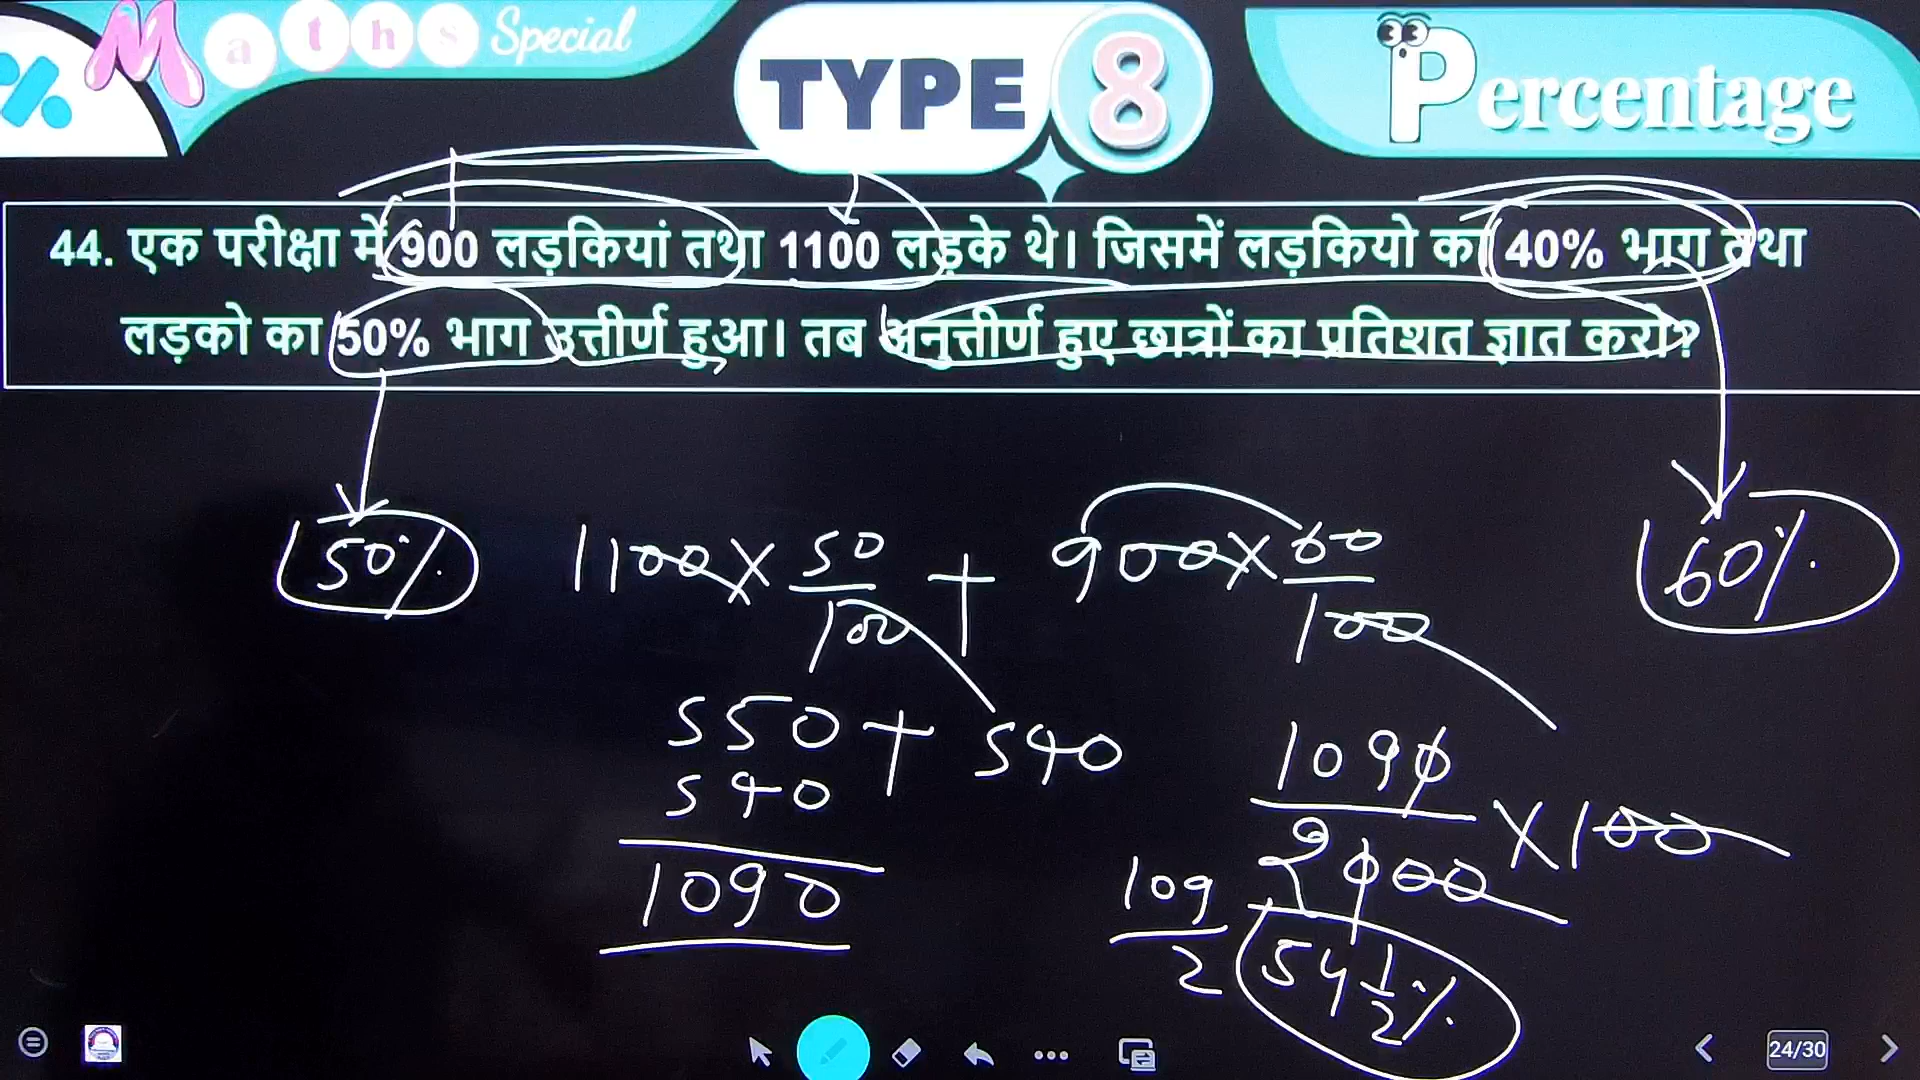 Maths Special
TYPE 8
Percentage
44. एक परीक्षा में 900 लड़कियां तथा 1100 लड़के थे। जिसमें लड़कियो का 40% भाग तथा
लड़को का 50% भाग उत्तीर्ण हुआ। तब अनुत्तीर्ण हुए छात्रों का प्रतिशत ज्ञात करो?
50%
1100 × 50/100 + 900 × 60/100
60%
550 + 540
540
1090
1090/2000 × 100
109/2
54 1/2 %
24/30